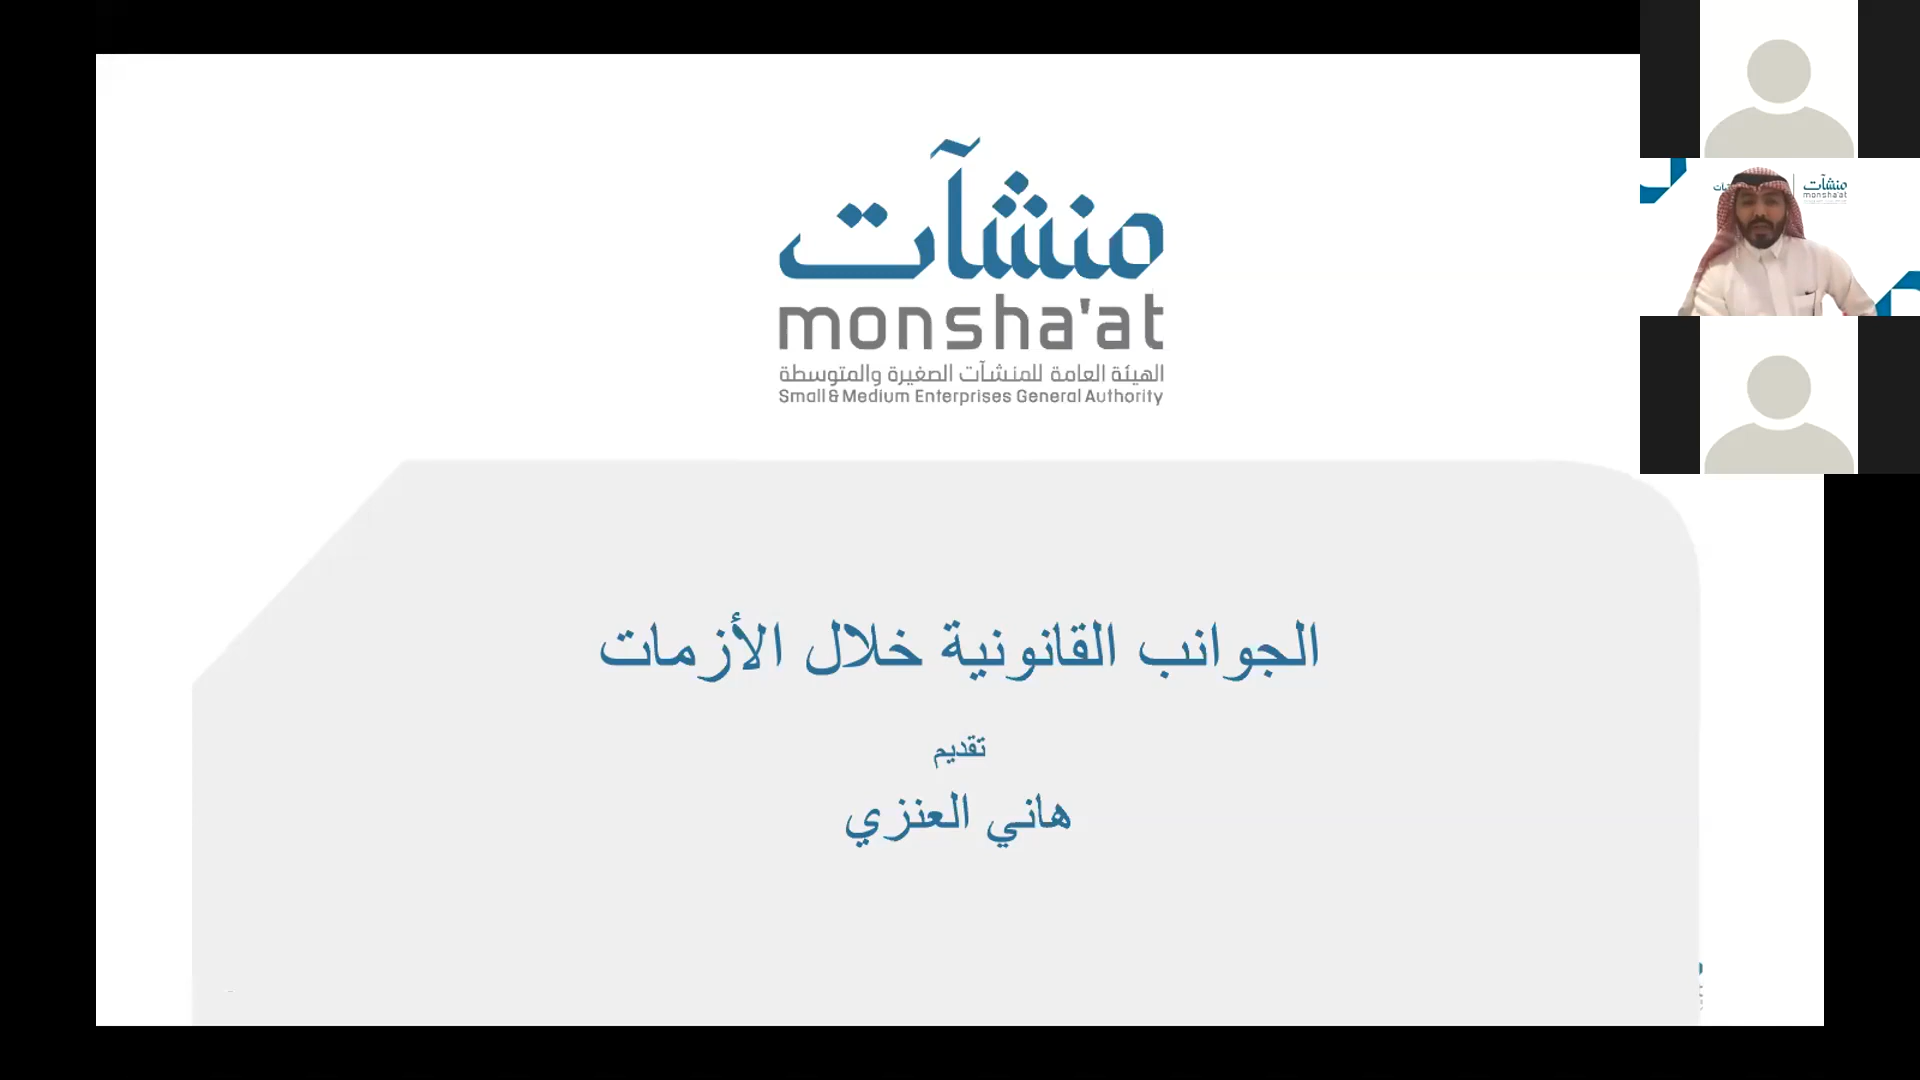 منشآت
monsha'at
الهيئة العامة للمنشآت الصغيرة والمتوسطة
Small & Medium Enterprises General Authority
الجوانب القانونية خلال الأزمات
تقديم
هاني العنزي
منشآت
monsha'at